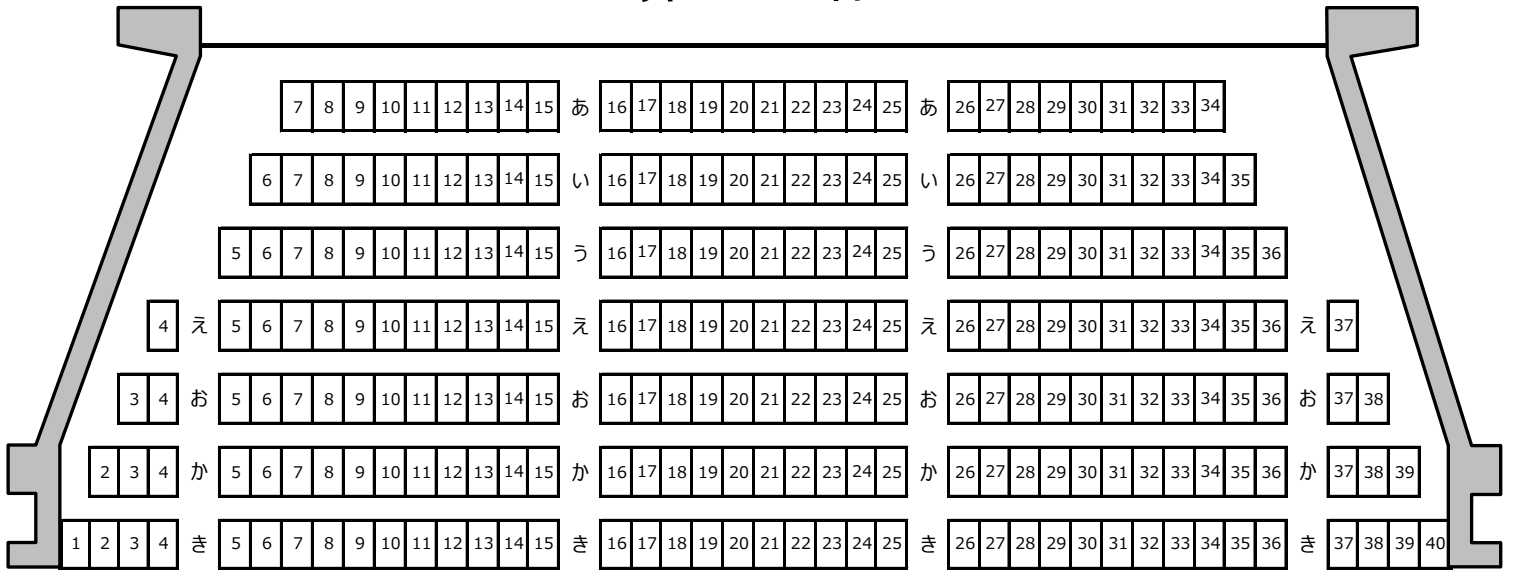 7 8 9 10 11 12 13 14 15 あ 16 17 18 19 20 21 22 23 24 25 あ 26 27 28 29 30 31 32 33 34
6 7 8 9 10 11 12 13 14 15 い 16 17 18 19 20 21 22 23 24 25 い 26 27 28 29 30 31 32 33 34 35
5 6 7 8 9 10 11 12 13 14 15 う 16 17 18 19 20 21 22 23 24 25 う 26 27 28 29 30 31 32 33 34 35 36
4 え 5 6 7 8 9 10 11 12 13 14 15 え 16 17 18 19 20 21 22 23 24 25 え 26 27 28 29 30 31 32 33 34 35 36 え 37
3 4 お 5 6 7 8 9 10 11 12 13 14 15 お 16 17 18 19 20 21 22 23 24 25 お 26 27 28 29 30 31 32 33 34 35 36 お 37 38
2 3 4 か 5 6 7 8 9 10 11 12 13 14 15 か 16 17 18 19 20 21 22 23 24 25 か 26 27 28 29 30 31 32 33 34 35 36 か 37 38 39
1 2 3 4 き 5 6 7 8 9 10 11 12 13 14 15 き 16 17 18 19 20 21 22 23 24 25 き 26 27 28 29 30 31 32 33 34 35 36 き 37 38 39 40